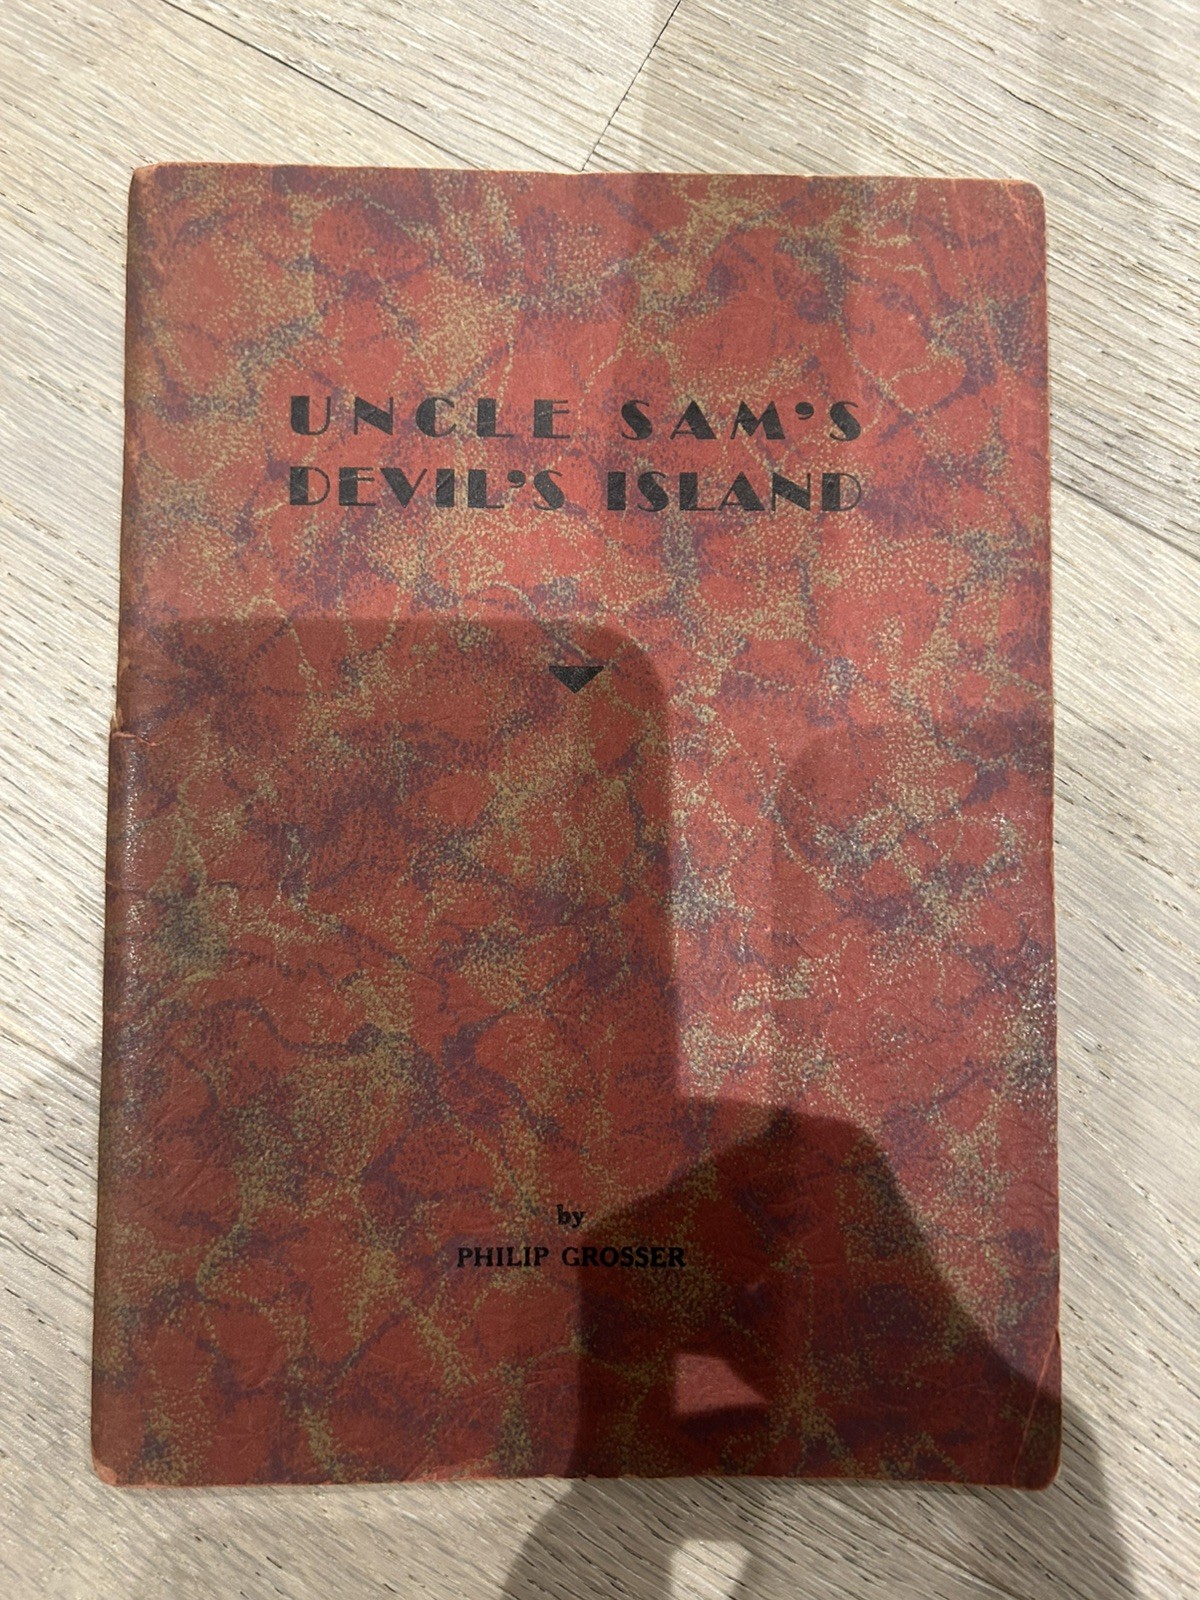 UNCLE SAM'S
DEVIL'S ISLAND
by
PHILIP GROSSER